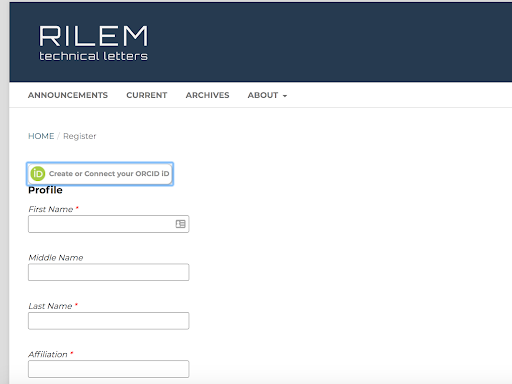 RILEM
technical letters
ANNOUNCEMENTS CURRENT ARCHIVES ABOUT
HOME / Register
iD Create or Connect your ORCID iD
Profile
First Name *
Middle Name
Last Name *
Affiliation *